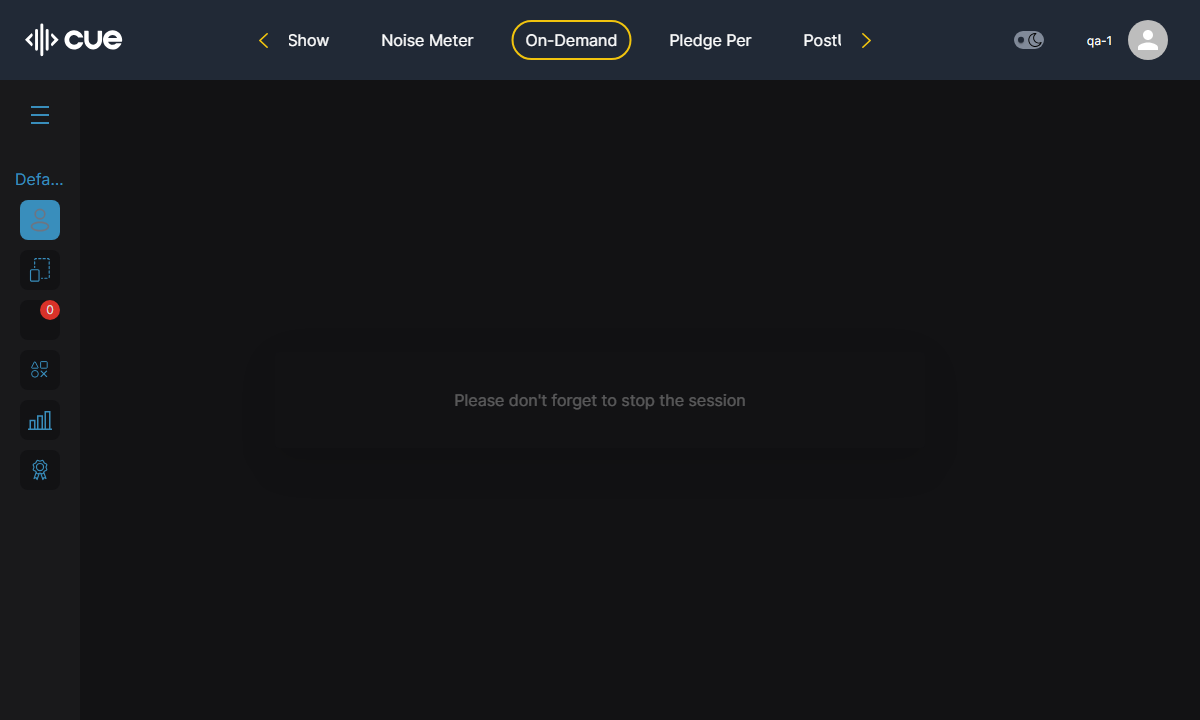 cue
Show
Noise Meter
On-Demand
Pledge Per
qa-1
Defa...
0
Please don't forget to stop the session